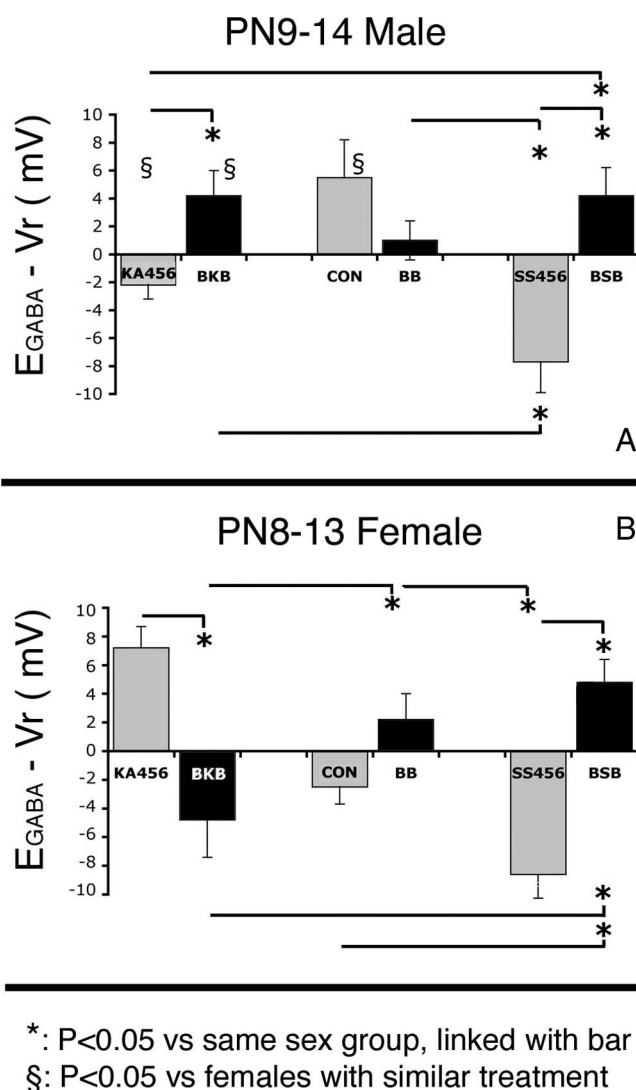 PN9-14 Male
EGABA - Vr ( mV)
10
8
6
4
2
0
-2
-4
-6
-8
-10
*
*
*
*
§
§
§
KA456
BKB
CON
BB
SS456
BSB
*
A
PN8-13 Female
B
EGABA - Vr ( mV)
10
8
6
4
2
0
-2
-4
-6
-8
-10
*
*
*
*
*
KA456
BKB
CON
BB
SS456
BSB
*
*
*: P<0.05 vs same sex group, linked with bar
§: P<0.05 vs females with similar treatment